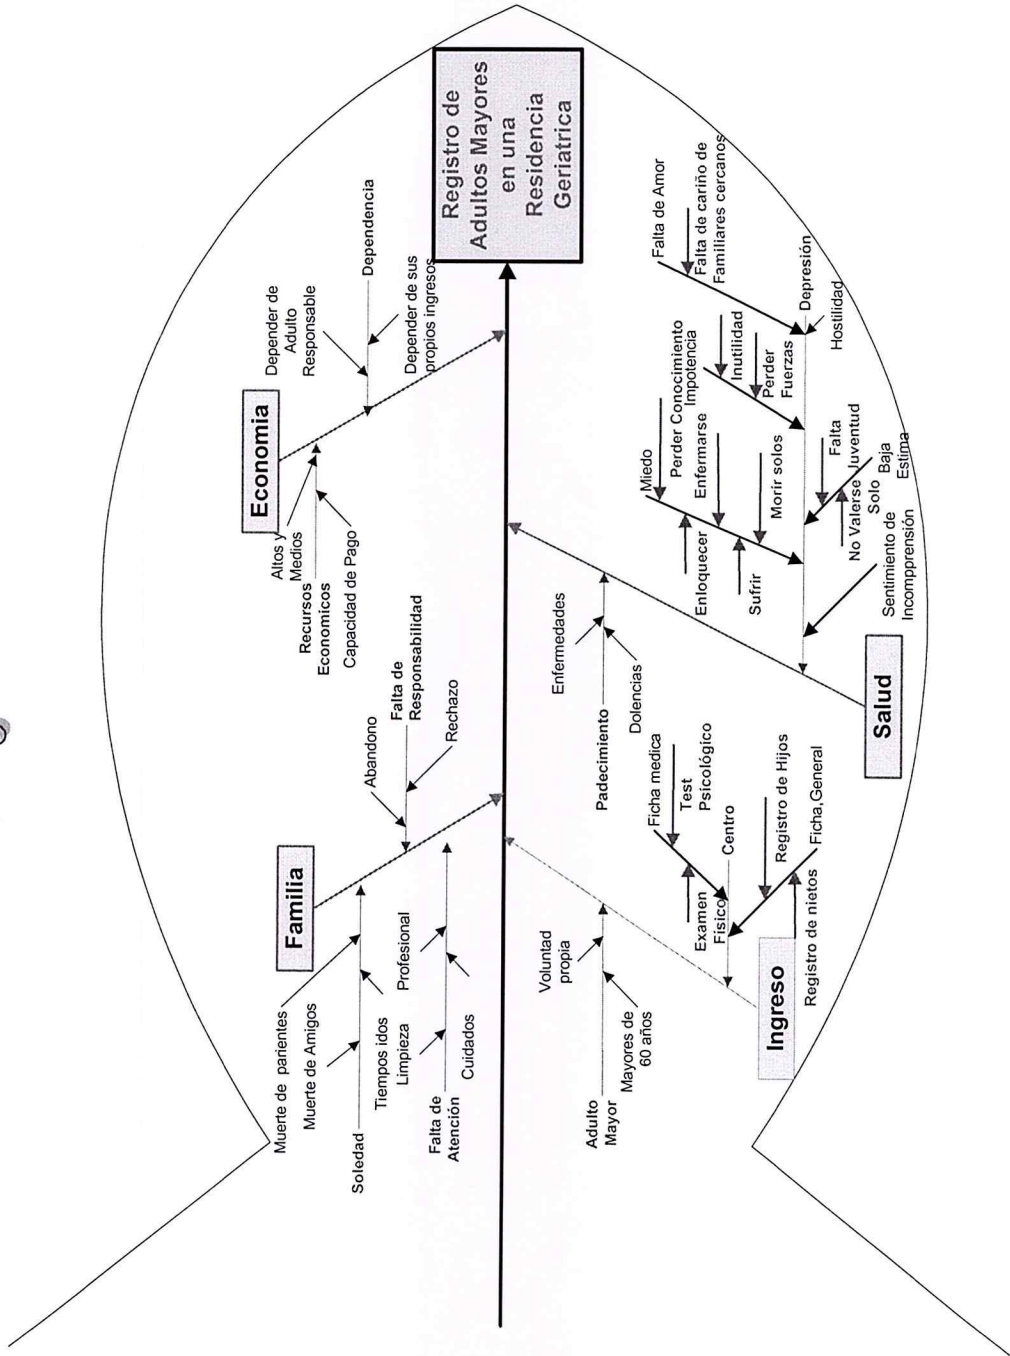 Registro de
Adultos Mayores
en una
Residencia
Geriatrica
Economia
Altos y
Medios
Recursos
Economicos
Capacidad de Pago
Depender de
Adulto
Responsable
Dependencia
Depender de sus
propios ingresos
Familia
Muerte de parientes
Muerte de Amigos
Soledad
Tiempos idos
Limpieza
Profesional
Falta de
Atención
Cuidados
Abandono
Falta de
Responsabilidad
Rechazo
Ingreso
Voluntad
propia
Adulto
Mayor
Mayores de
60 años
Ficha medica
Test
Psicológico
Examen
Físico
Centro
Registro de Hijos
Ficha,General
Registro de nietos
Salud
Enfermedades
Padecimiento
Dolencias
Miedo
Perder Conocimiento
Enloquecer
Enfermarse
Sufrir
Morir solos
Impotencia
Inutilidad
Perder
Fuerzas
Falta de Amor
Falta de cariño de
Familiares cercanos
Depresión
Hostilidad
Falta
Juventud
No Valerse
Solo
Baja
Estima
Sentimiento de
Incompprensión